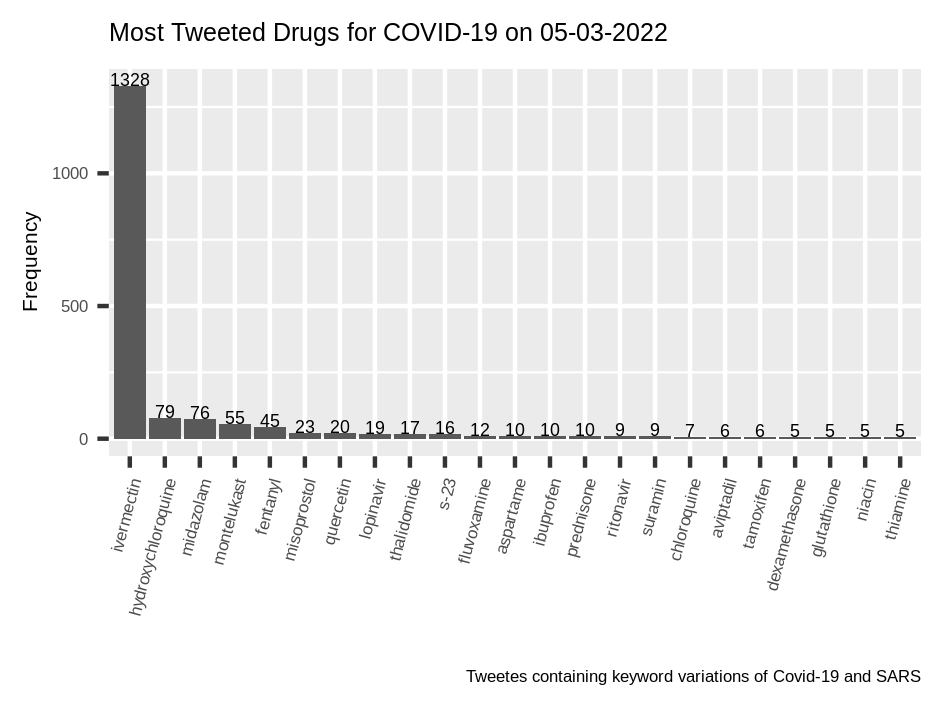 Most Tweeted Drugs for COVID-19 on 05-03-2022
Frequency
1000
500
0
1328
79
76
55
45
23
20
19
17
16
12
10
10
10
9
9
7
6
6
5
5
5
5
ivermectin
hydroxychloroquine
midazolam
montelukast
fentanyl
misoprostol
quercetin
lopinavir
thalidomide
s-23
fluvoxamine
aspartame
ibuprofen
prednisone
ritonavir
suramin
chloroquine
aviptadil
tamoxifen
dexamethasone
glutathione
niacin
thiamine
Tweetes containing keyword variations of Covid-19 and SARS